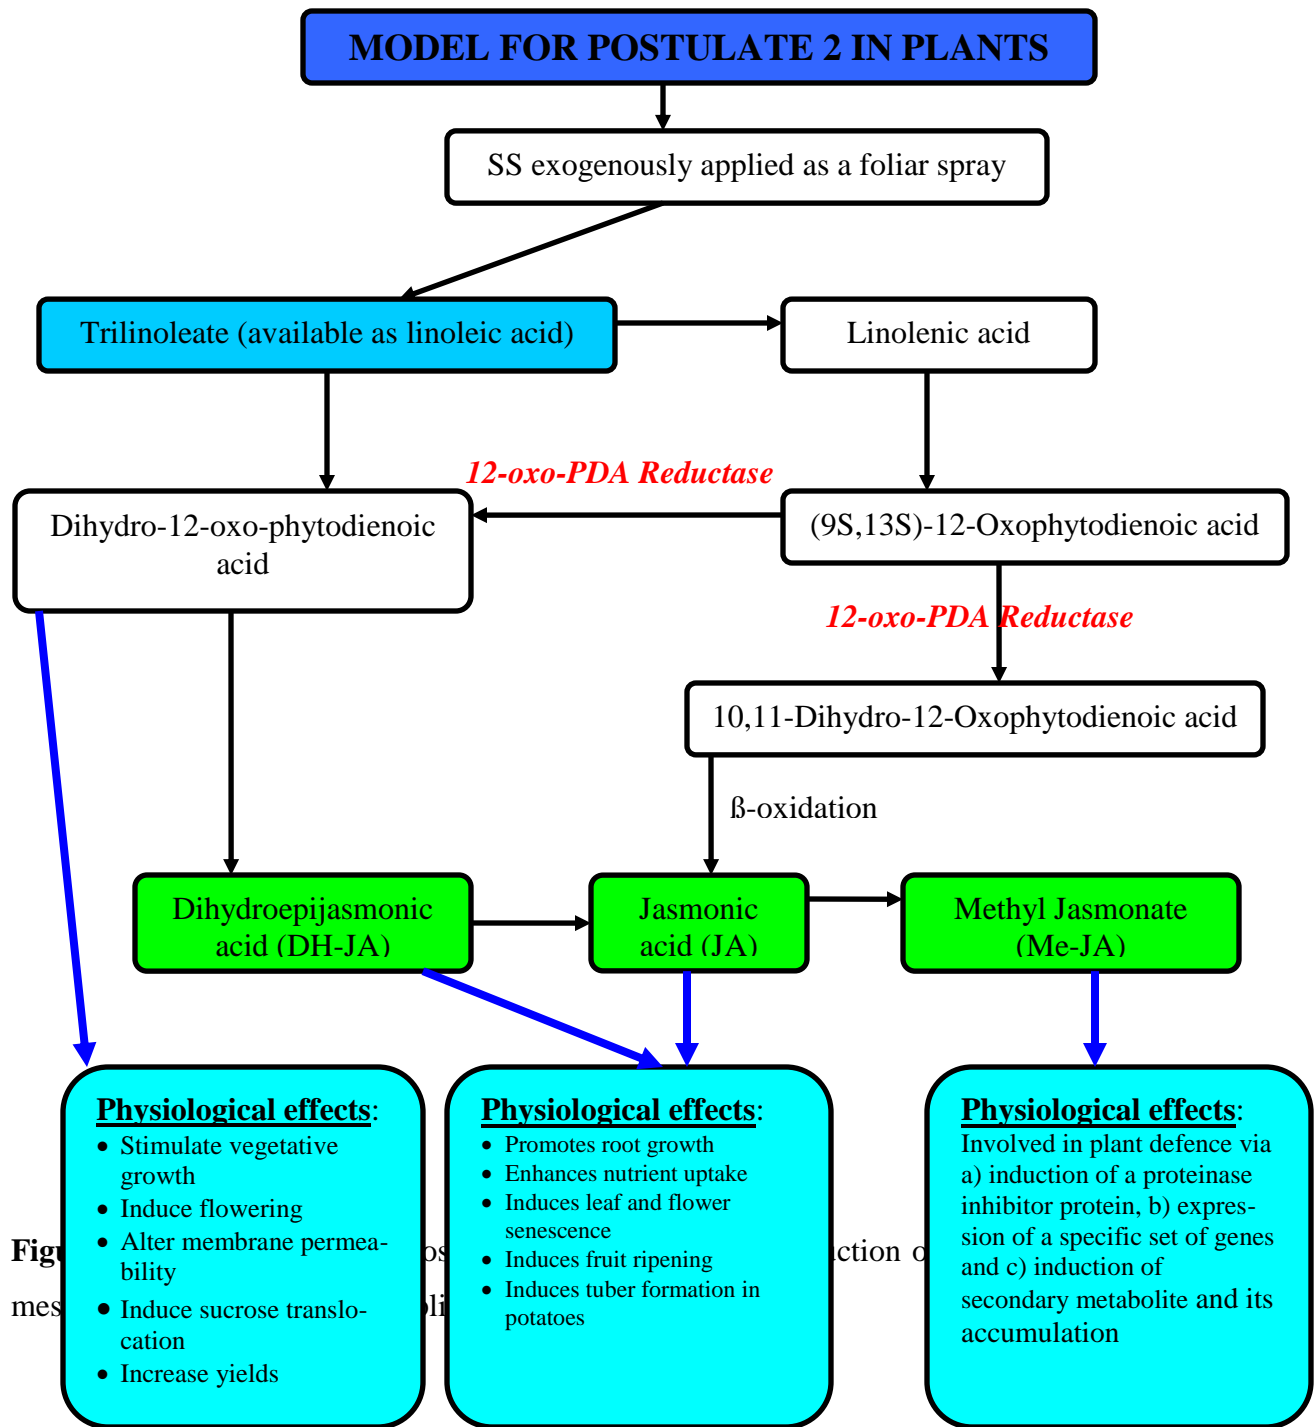 MODEL FOR POSTULATE 2 IN PLANTS
SS exogenously applied as a foliar spray
Trilinoleate (available as linoleic acid)
Linolenic acid
12-oxo-PDA Reductase
Dihydro-12-oxo-phytodienoic
acid
(9S,13S)-12-Oxophytodienoic acid
12-oxo-PDA Reductase
10,11-Dihydro-12-Oxophytodienoic acid
ß-oxidation
Dihydroepijasmonic
acid (DH-JA)
Jasmonic
acid (JA)
Methyl Jasmonate
(Me-JA)
Physiological effects:
• Stimulate vegetative
growth
• Induce flowering
• Alter membrane permea-
bility
• Induce sucrose translo-
cation
• Increase yields
Physiological effects:
• Promotes root growth
• Enhances nutrient uptake
• Induces leaf and flower
senescence
• Induces fruit ripening
• Induces tuber formation in
potatoes
Physiological effects:
Involved in plant defence via
a) induction of a proteinase
inhibitor protein, b) expres-
sion of a specific set of genes
and c) induction of
secondary metabolite and its
accumulation